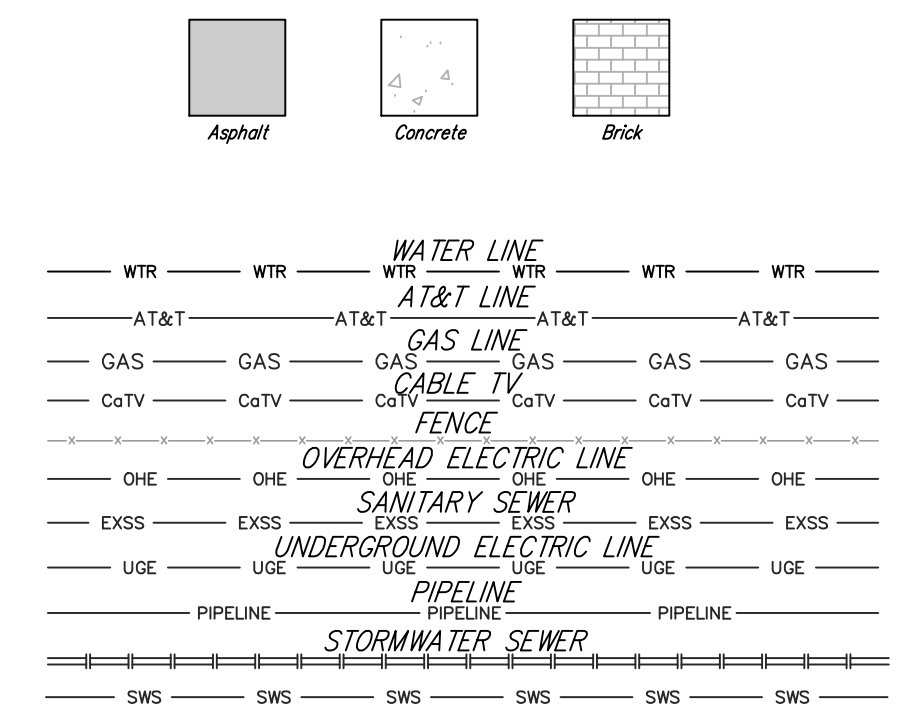 Asphalt Concrete Brick
WATER LINE
WTR WTR WTR WTR WTR WTR
AT&T LINE
AT&T AT&T AT&T AT&T
GAS LINE
GAS GAS GAS GAS GAS GAS
CABLE TV
CaTV CaTV CaTV CaTV CaTV CaTV
FENCE
x x x x x x x x x x x x x x x x x x
OVERHEAD ELECTRIC LINE
OHE OHE OHE OHE OHE OHE
SANITARY SEWER
EXSS EXSS EXSS EXSS EXSS EXSS
UNDERGROUND ELECTRIC LINE
UGE UGE UGE UGE UGE UGE
PIPELINE
PIPELINE PIPELINE PIPELINE
STORMWATER SEWER
SWS SWS SWS SWS SWS SWS